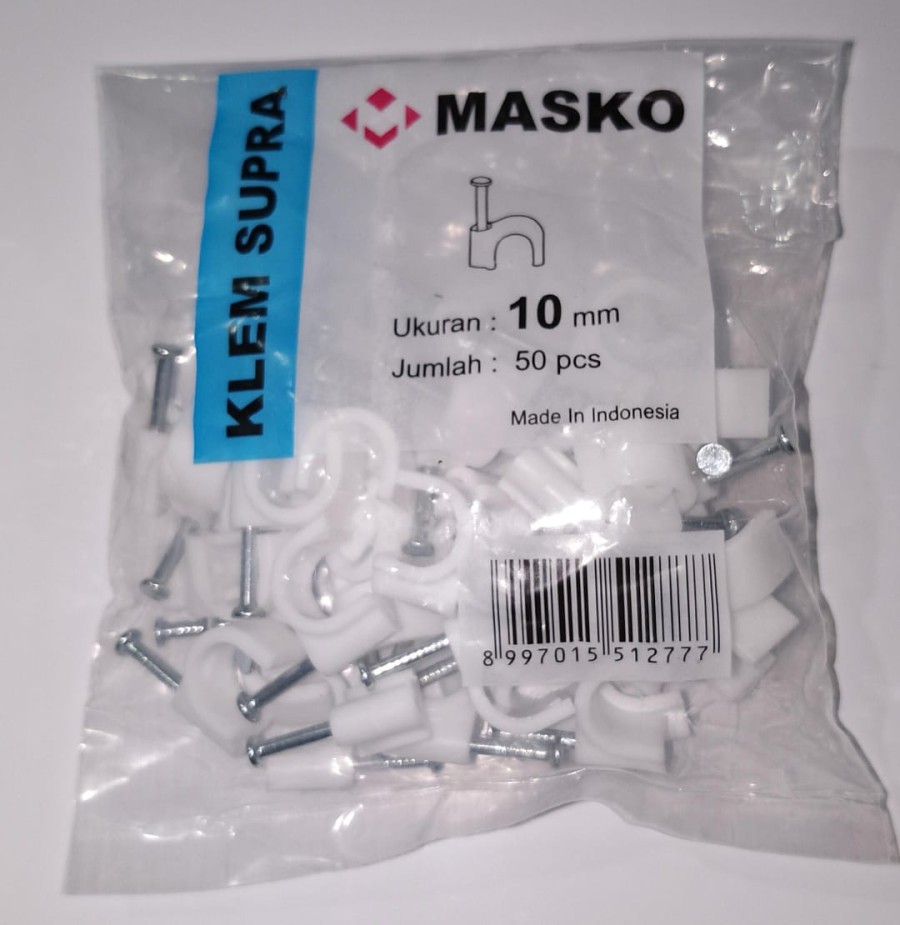 KLEM SUPRA
MASKO
Ukuran : 10 mm
Jumlah : 50 pcs
Made In Indonesia
8 997015 512777